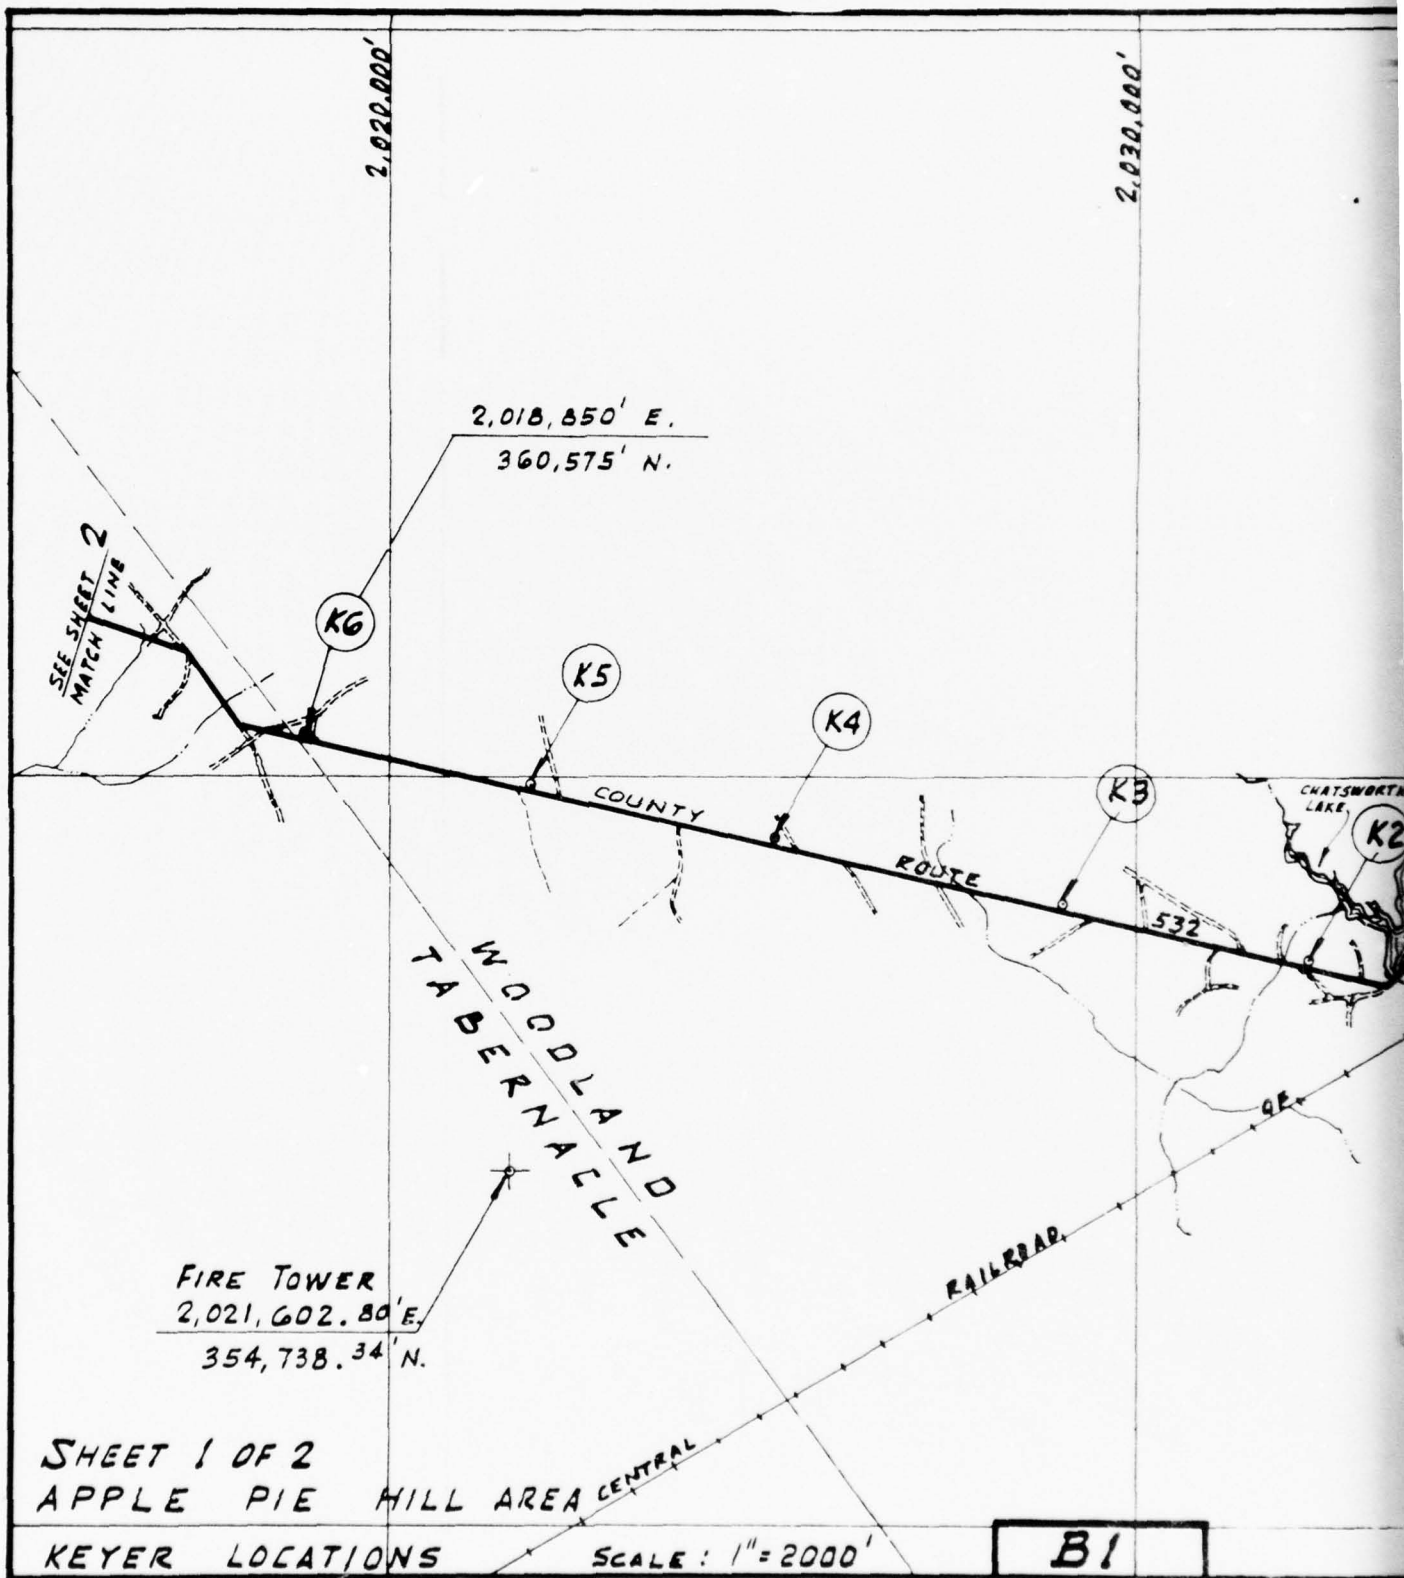 2,020,000'
2,030,000'
2,018,850' E.
360,575' N.
SEE SHEET 2
MATCH LINE
K6
K5
K4
K3
CHATSWORTH
LAKE
K2
COUNTY ROUTE 532
WOODLAND
TABERNACLE
FIRE TOWER
2,021,602.80' E.
354,738.34' N.
CENTRAL RAILROAD OF
SHEET 1 OF 2
APPLE PIE HILL AREA
KEYER LOCATIONS
SCALE: 1"=2000'
B1